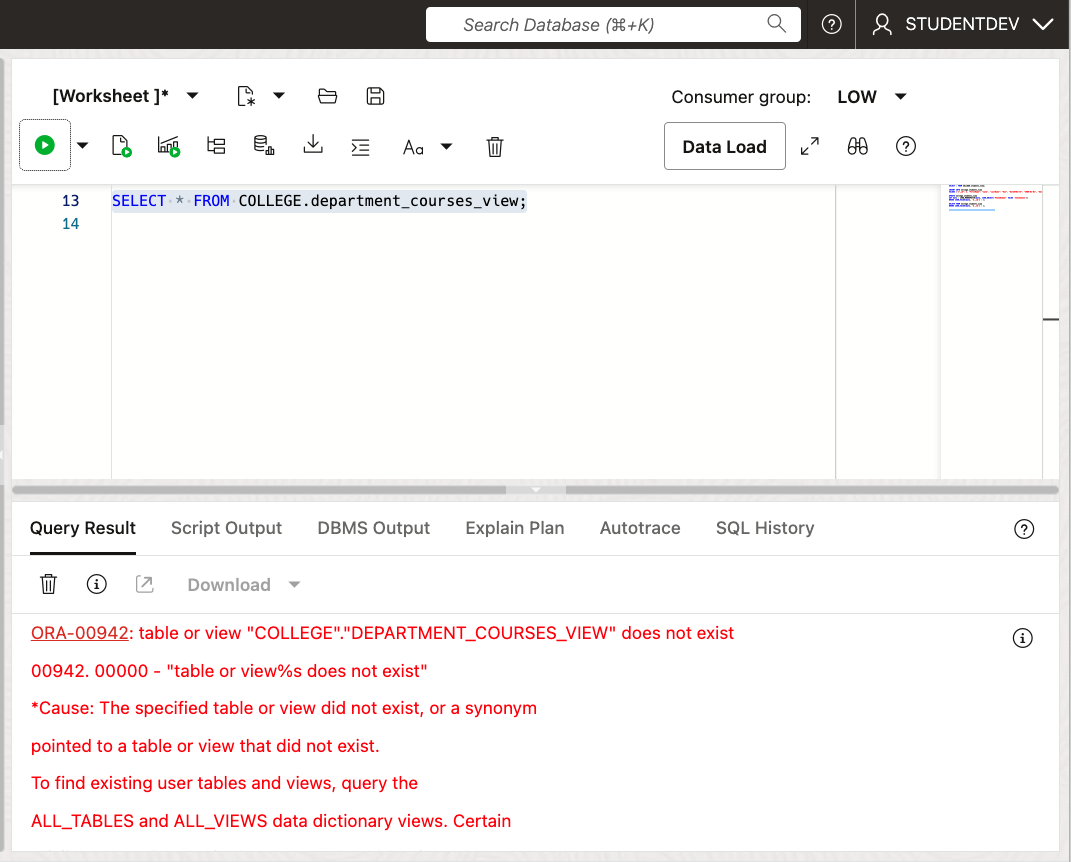 Search Database (⌘+K)
STUDENTDEV
[Worksheet ]*
Consumer group: LOW
Aa
Data Load
13 SELECT * FROM COLLEGE.department_courses_view;
14
Query Result Script Output DBMS Output Explain Plan Autotrace SQL History
Download
ORA-00942: table or view "COLLEGE"."DEPARTMENT_COURSES_VIEW" does not exist
00942. 00000 - "table or view%s does not exist"
*Cause: The specified table or view did not exist, or a synonym
pointed to a table or view that did not exist.
To find existing user tables and views, query the
ALL_TABLES and ALL_VIEWS data dictionary views. Certain